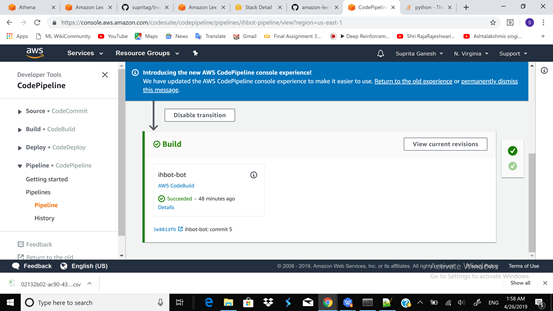 Athena
Amazon Lex
supritag/lex
Amazon Lex
Stack Detail
amazon-lex
CodePipeline
python - Th
https://console.aws.amazon.com/codesuite/codepipeline/pipelines/ihbot-pipeline/view?region=us-east-1
Apps
ML WikiCommunity
YouTube
Maps
News
Translate
Gmail
Final Assignment 3...
Deep Reinforcem...
YouTube
Shri RajaRajeshwari...
Ashtalakshmis singi...
aws
Services
Resource Groups
Suprita Ganesh
N. Virginia
Support
Developer Tools
CodePipeline
Source • CodeCommit
Build • CodeBuild
Deploy • CodeDeploy
Pipeline • CodePipeline
Getting started
Pipelines
Pipeline
History
Feedback
Return to the old
Introducing the new AWS CodePipeline console experience!
We have updated the AWS CodePipeline console experience to make it easier to use. Return to the old experience or permanently dismiss
this message.
Disable transition
Build
View current revisions
ihbot-bot
AWS CodeBuild
Succeeded - 48 minutes ago
Details
ihbot-bot: commit 5
Feedback
English (US)
© 2008 - 2019, Amazon Web Services, Inc. or its affiliates. All rights reserved.
Privacy Policy
Terms of Use
Activate Windows
Go to Settings to activate Windows.
02132b02-ac90-43....csv
Show all
Type here to search
ENG
1:58 AM
4/26/2019